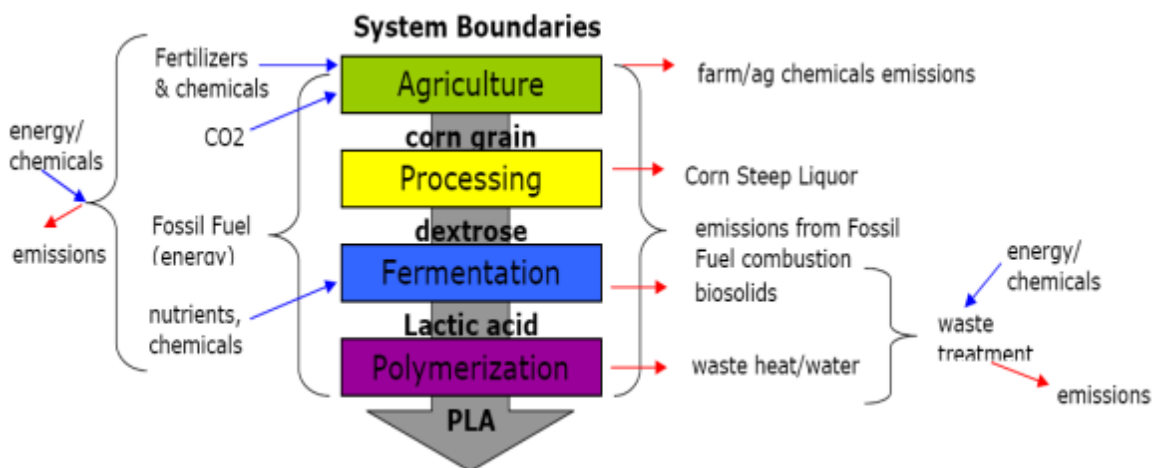 System Boundaries
Fertilizers
& chemicals
CO2
energy/
chemicals
emissions
Fossil Fuel
(energy)
nutrients,
chemicals
Agriculture
corn grain
Processing
dextrose
Fermentation
Lactic acid
Polymerization
PLA
farm/ag chemicals emissions
Corn Steep Liquor
emissions from Fossil
Fuel combustion
biosolids
waste heat/water
energy/
chemicals
waste
treatment
emissions